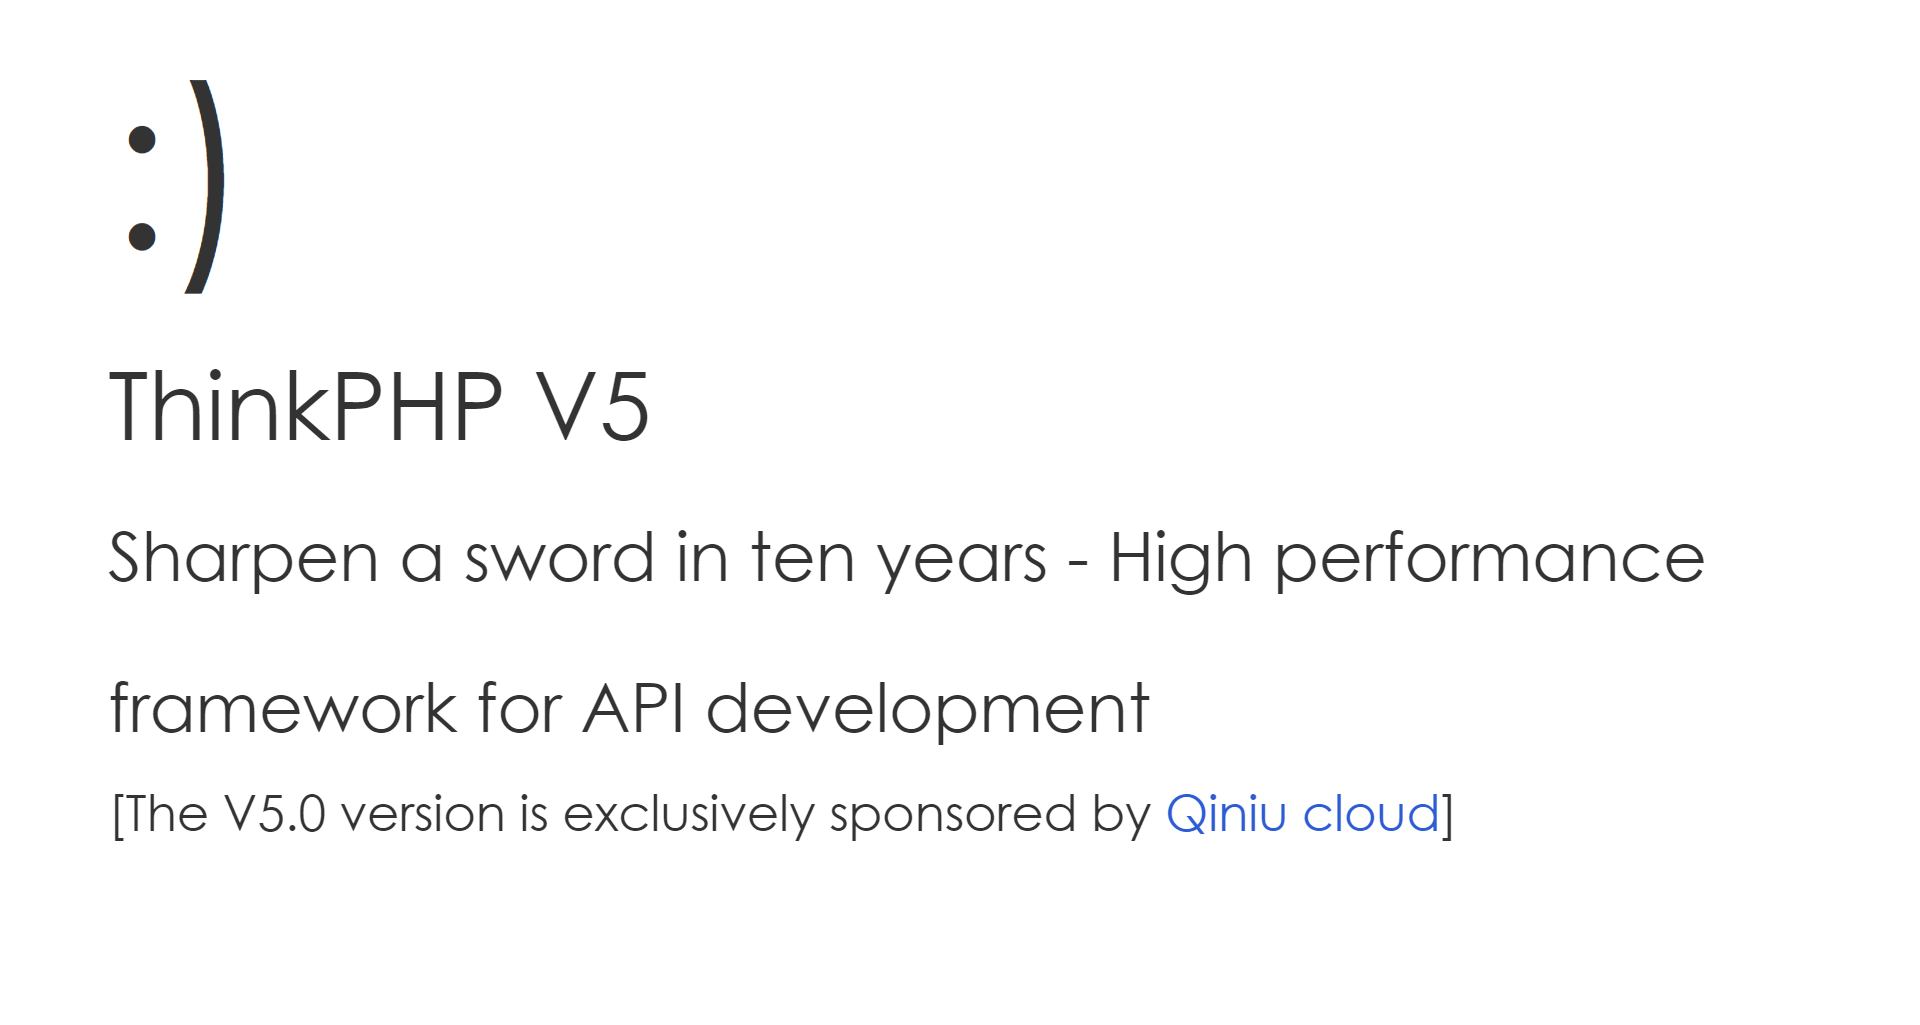 :)
ThinkPHP V5
Sharpen a sword in ten years - High performance
framework for API development
[The V5.0 version is exclusively sponsored by Qiniu cloud]